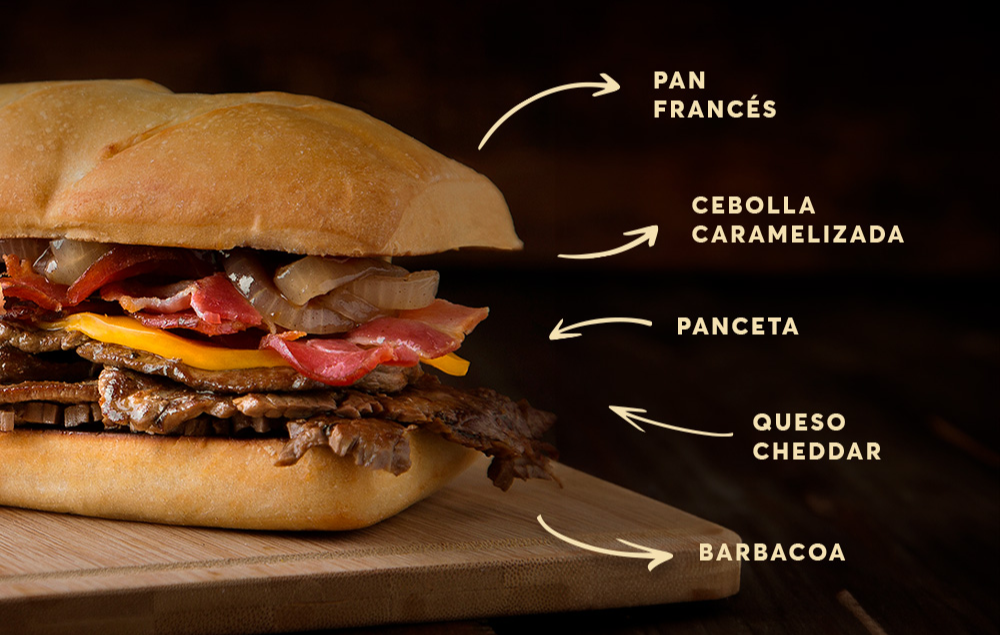 PAN
FRANCÉS
CEBOLLA
CARAMELIZADA
PANCETA
QUESO
CHEDDAR
BARBACOA